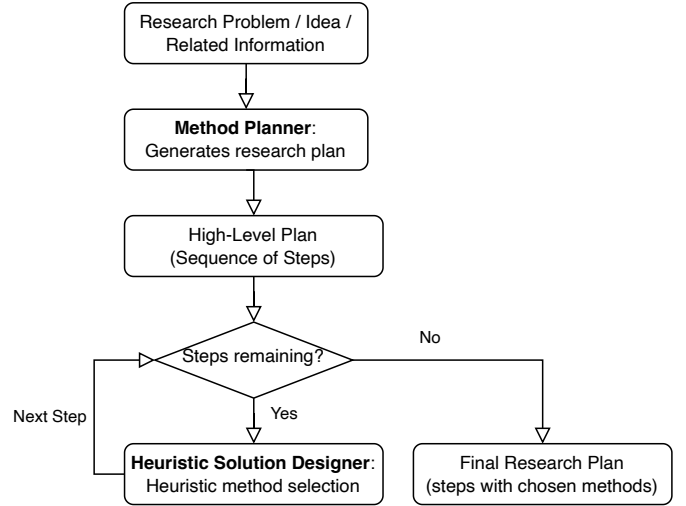 Research Problem / Idea /
Related Information
Method Planner:
Generates research plan
High-Level Plan
(Sequence of Steps)
Steps remaining?
No
Yes
Next Step
Heuristic Solution Designer:
Heuristic method selection
Final Research Plan
(steps with chosen methods)